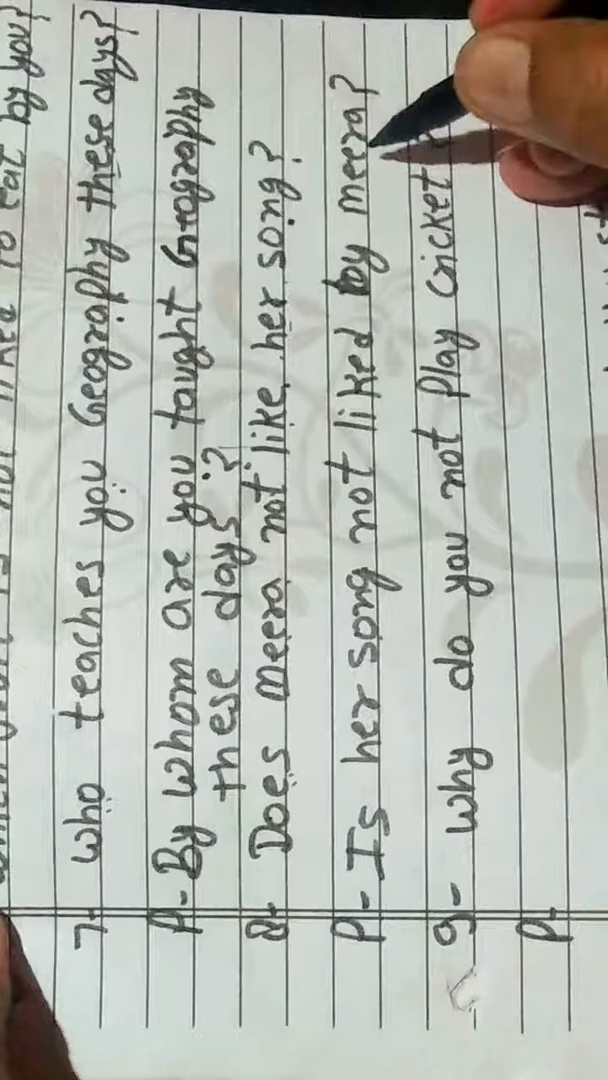 7- who teaches you Geography these days?
P- By whom are you taught Geography
these days?
8- Does meera not like her song?
P- Is her song not liked by meera?
9- why do you not play cricket
P-